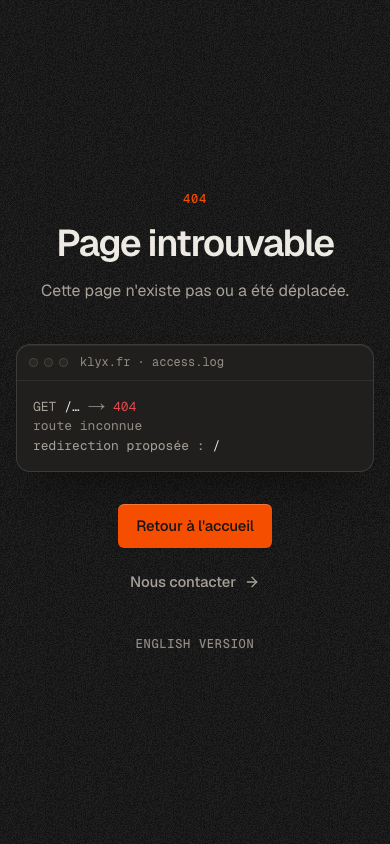 404
Page introuvable
Cette page n'existe pas ou a été déplacée.
klyx.fr · access.log
GET /… → 404
route inconnue
redirection proposée : /
Retour à l'accueil
Nous contacter →
ENGLISH VERSION